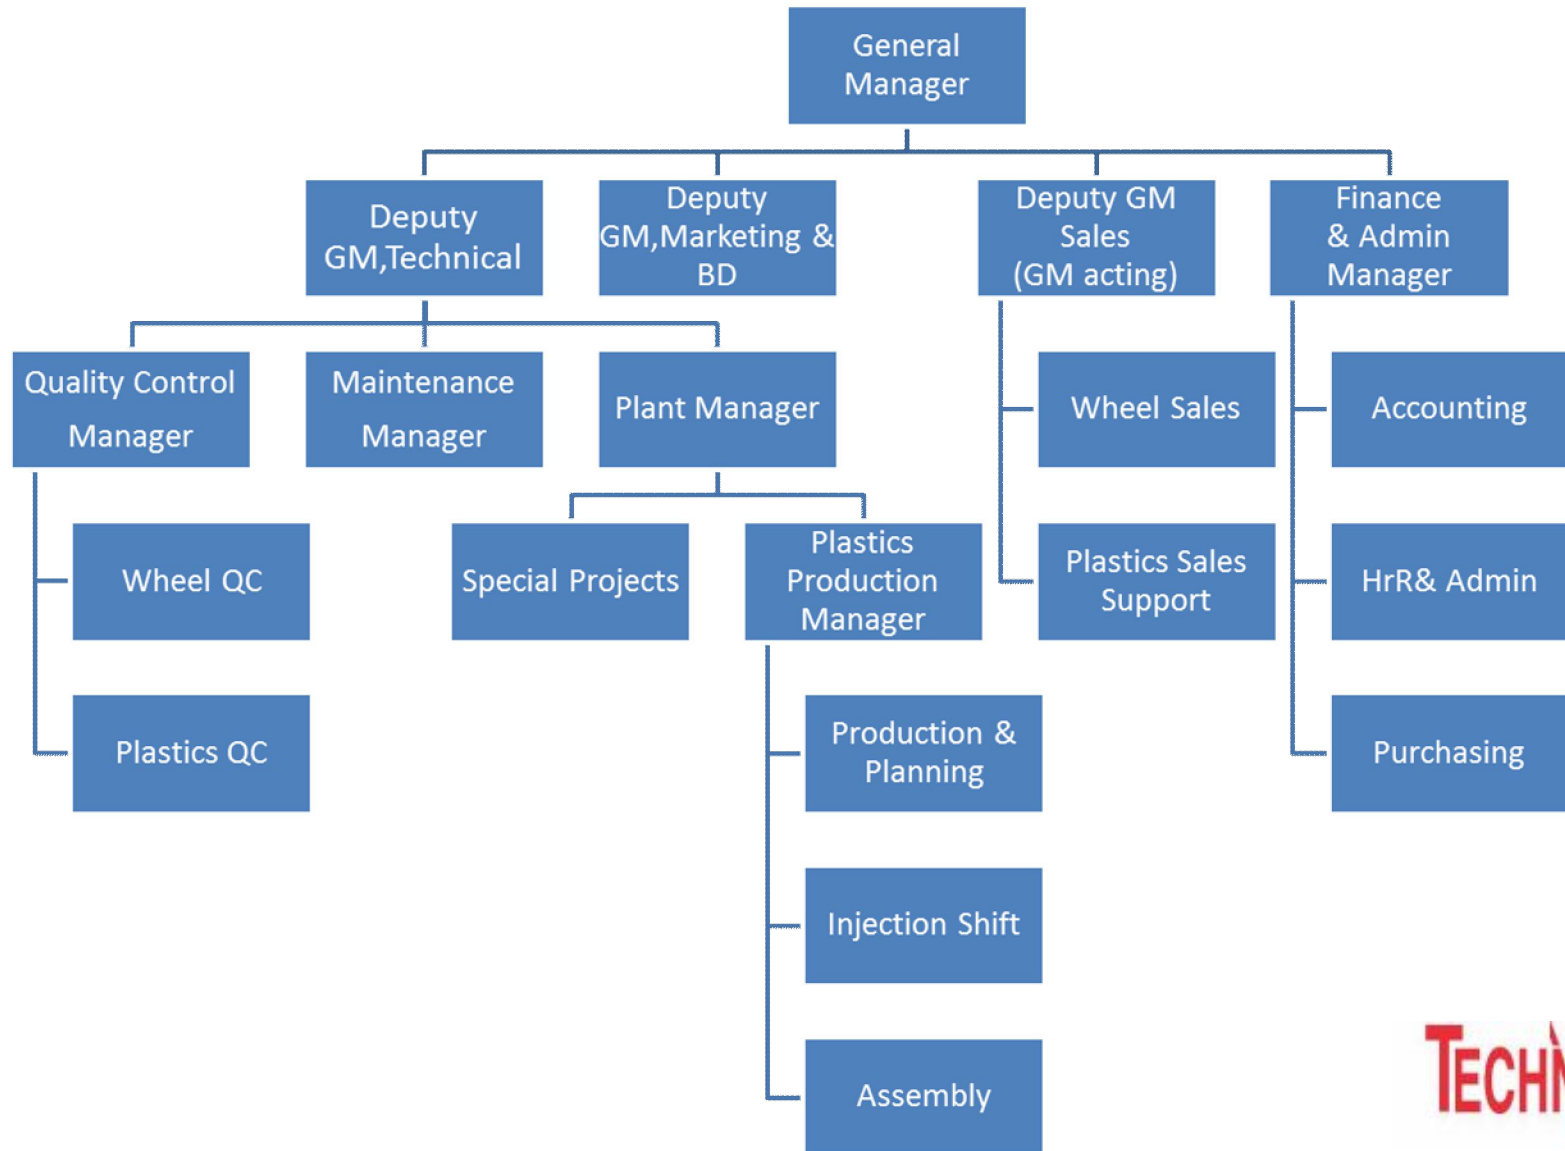 General
Manager
Deputy
GM,Technical
Deputy
GM,Marketing &
BD
Deputy GM
Sales
(GM acting)
Finance
& Admin
Manager
Quality Control
Manager
Maintenance
Manager
Plant Manager
Wheel Sales
Accounting
Wheel QC
Special Projects
Plastics
Production
Manager
Plastics Sales
Support
HrR& Admin
Plastics QC
Production &
Planning
Purchasing
Injection Shift
Assembly